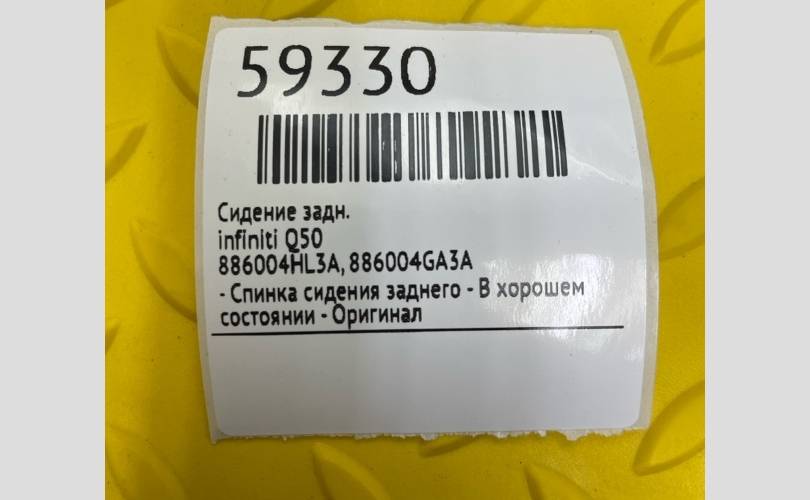 59330
Сидение задн.
infiniti Q50
886004HL3A, 886004GA3A
- Спинка сидения заднего - В хорошем
состоянии - Оригинал